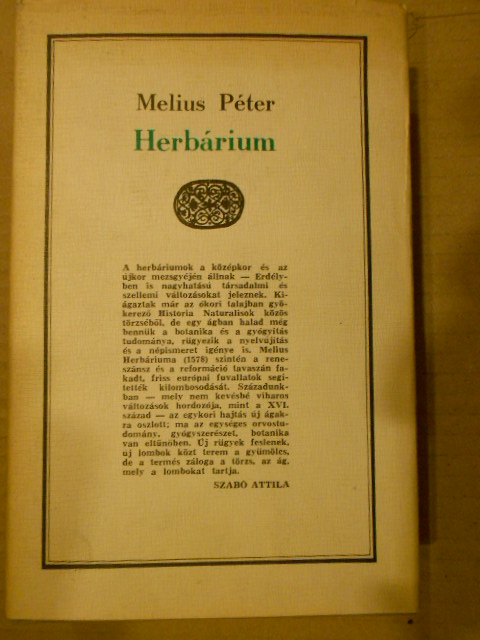 Melius Péter
Herbárium
A herbáriumok a középkor és az
újkor mezsgyéjén állnak — Erdély-
ben is nagyhatású társadalmi és
szellemi változásokat jeleznek. Ki-
ágaztak már az ókori talajban gyö-
kerező Historia Naturalisok közös
törzséből, de egy ágban halad még
bennük a botanika és a gyógyítás
tudománya, rügyezik a nyelvújítás
és a népismeret igénye is. Melius
Herbáriuma (1578) szintén a rene-
szánsz és a reformáció tavaszán fa-
kadt, friss európai fuvallatok segí-
tették kilombosodását. Századunk-
ban — mely nem kevésbé viharos
változások hordozója, mint a XVI.
század — az egykori hajtás új ágak-
ra oszlott; ma az egységes orvostu-
domány, gyógyszerészet, botanika
van eltűnőben. Új rügyek feslenek,
új lombok közt terem a gyümölcs,
de a termés záloga a törzs, az ág,
mely a lombokat tartja.
SZABÓ ATTILA